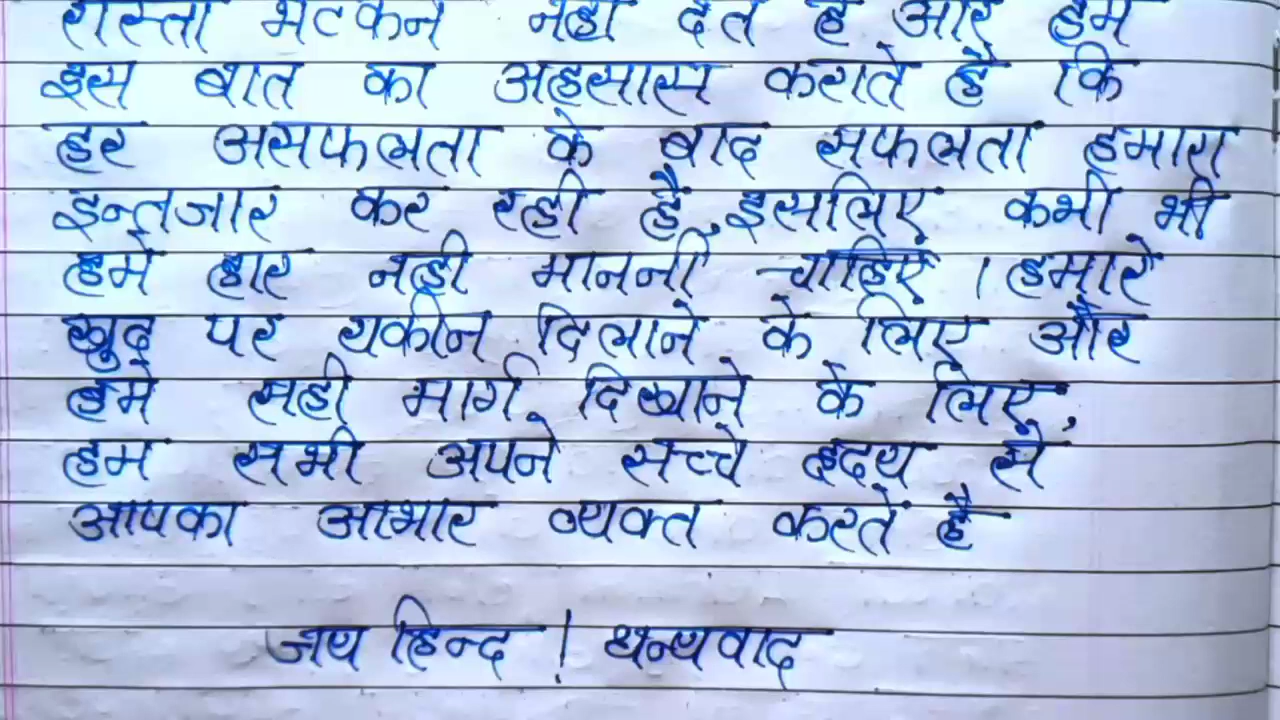 रास्ता भटकने नहीं देते है और हमे
इस बात का अहसास कराते है कि
हर असफलता के बाद सफलता हमारा
इन्तजार कर रही है, इसलिए कभी भी
हमे हार नही माननी चाहिए । हमारे
खुद पर यकीन दिलाने के लिए और
हमे सही मार्ग दिखाने के लिए,
हम सभी अपने सच्चे हृदय से
आपका आभार व्यक्त करते है
जय हिन्द । धन्यवाद